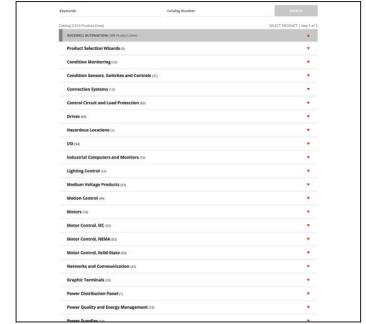 Keywords Catalog Number SEARCH
SELECT PRODUCT | step 1 of 2
ROCKWELL AUTOMATION
Product Selection Wizards
Condition Monitoring
Condition Sensors, Switches and Controls
Connection Systems
Control Circuit and Load Protection
Drives
Hazardous Locations
I/O
Industrial Computers and Monitors
Lighting Control
Medium Voltage Products
Motion Control
Motors
Motor Control, IEC
Motor Control, NEMA
Motor Control, Solid-State
Networks and Communication
Graphic Terminals
Power Distribution Panel
Power Quality and Energy Management
Power Supplies